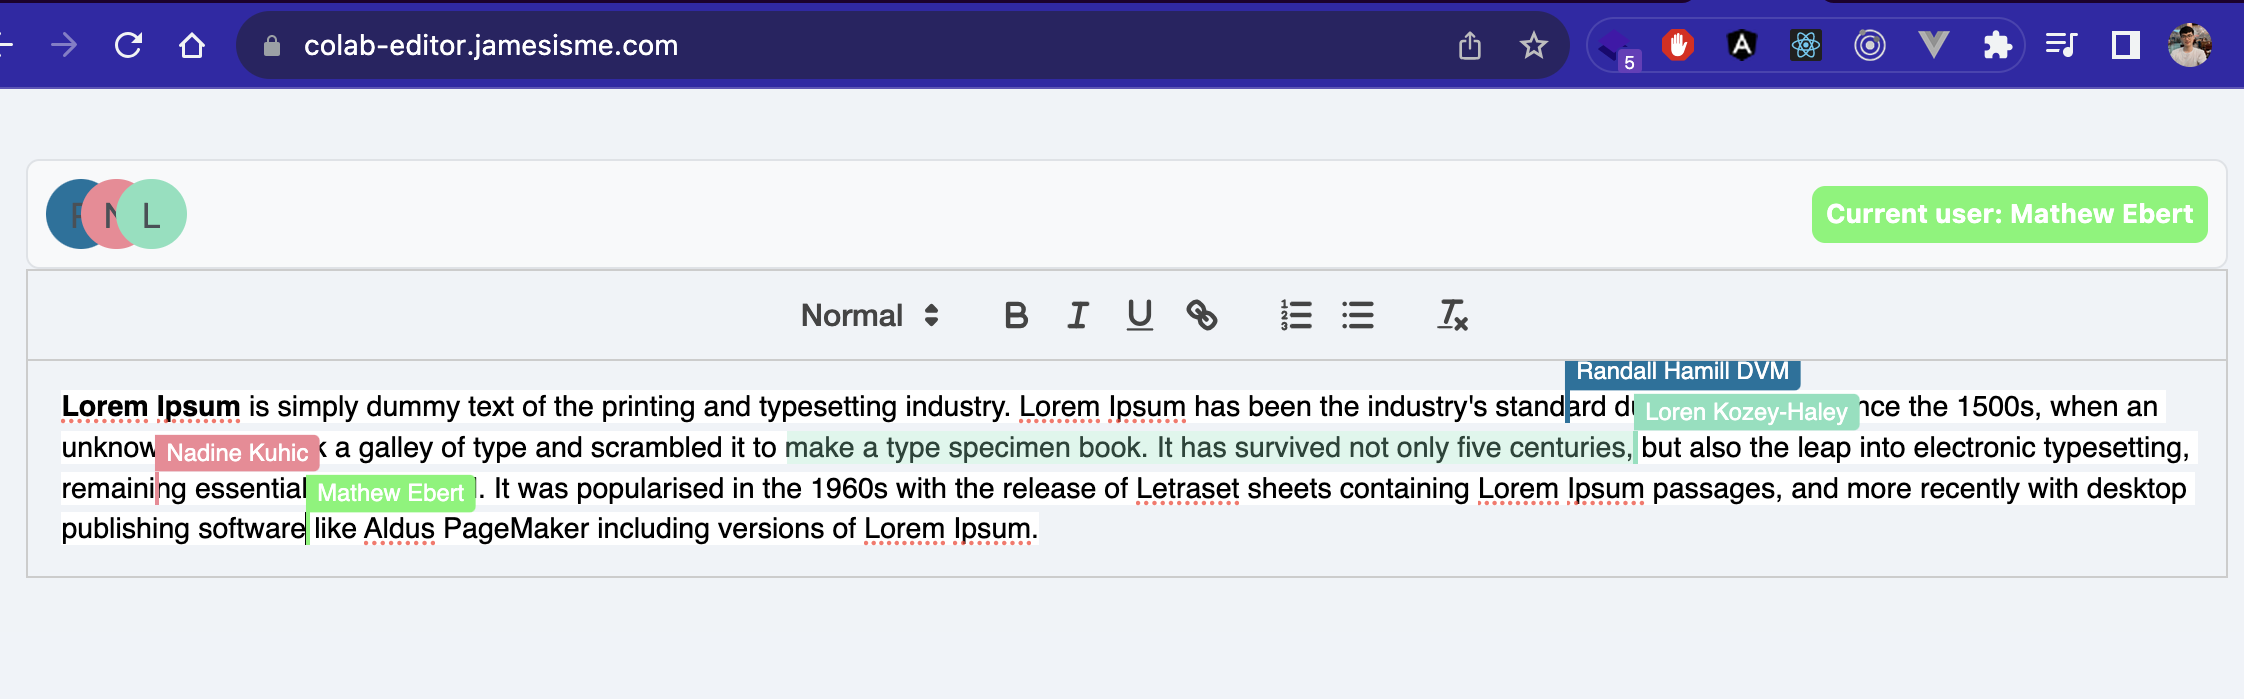 colab-editor.jamesisme.com
5
L
Current user: Mathew Ebert
Normal
B I U
Randall Hamill DVM
Lorem Ipsum is simply dummy text of the printing and typesetting industry. Lorem Ipsum has been the industry's standard
Loren Kozey-Haley
the 1500s, when an
Nadine Kuhic
a galley of type and scrambled it to make a type specimen book. It has survived not only five centuries, but also the leap into electronic typesetting,
remaining
Mathew Ebert
It was popularised in the 1960s with the release of Letraset sheets containing Lorem Ipsum passages, and more recently with desktop
publishing software like Aldus PageMaker including versions of Lorem Ipsum.